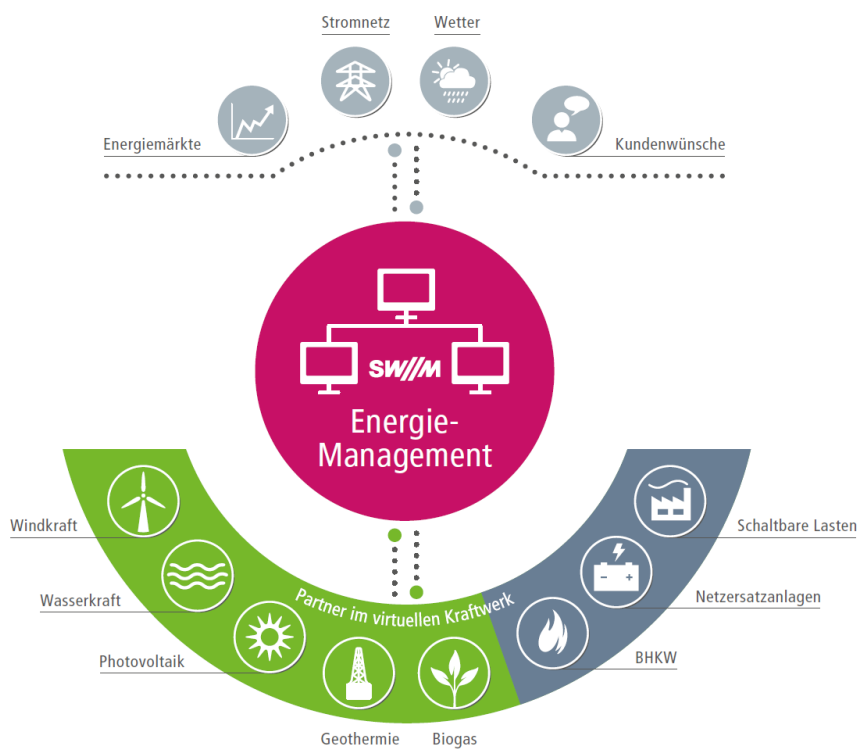 Stromnetz
Wetter
Energiemärkte
Kundenwünsche
SW//M
Energie-
Management
Windkraft
Schaltbare Lasten
Wasserkraft
Netzersatzanlagen
Partner im virtuellen Kraftwerk
Photovoltaik
BHKW
Geothermie
Biogas